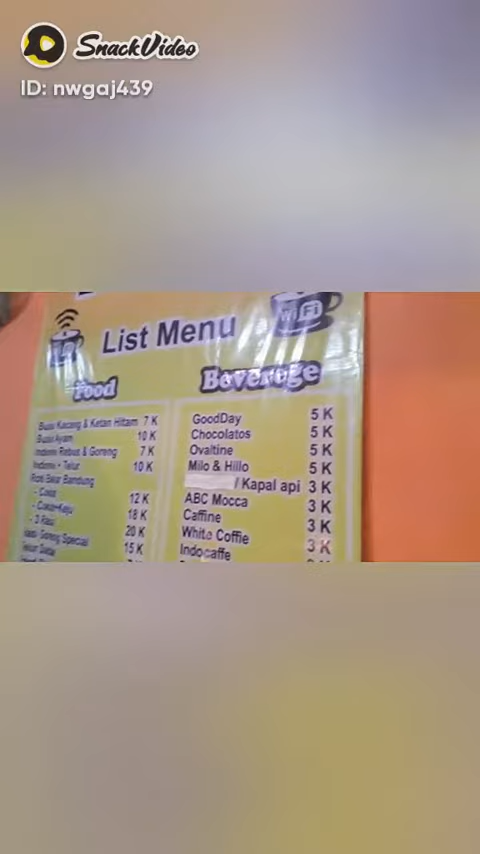 SnackVideo
ID: nwgaj439
List Menu
WiFi
Food
Beverage
Bubur Kacang & Ketan Hitam 7 K
Bubur Ayam 10 K
Indomie Rebus & Goreng 7 K
Indomie + Telur 10 K
Roti Bakar Bandung
- Coklat 12 K
- Coklat+Keju 18 K
- 3 Rasa 20 K
Goreng Special 15 K
GoodDay 5 K
Chocolatos 5 K
Ovaltine 5 K
Milo & Hillo 5 K
/ Kapal api 3 K
ABC Mocca 3 K
Caffine 3 K
White Coffie 3 K
Indocaffe